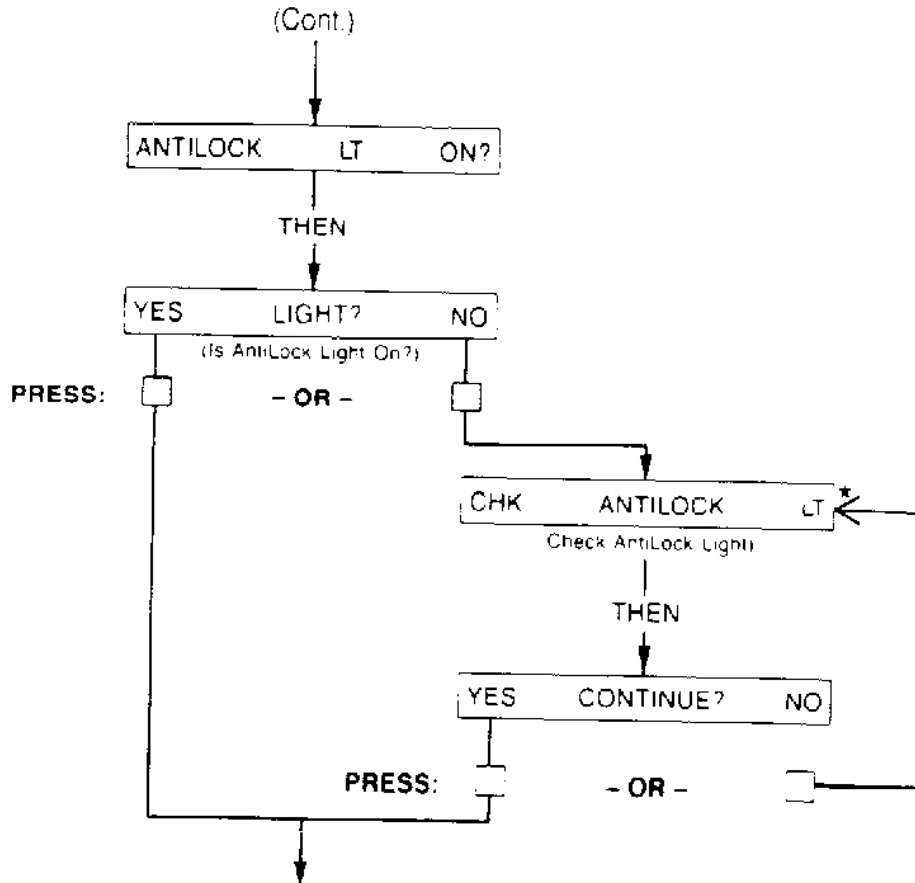 (Cont.)
ANTILOCK LT ON?
THEN
YES LIGHT? NO
(Is AntiLock Light On?)
PRESS: - OR -
CHK ANTILOCK LT *
Check AntiLock Light)
THEN
YES CONTINUE? NO
PRESS: - OR -